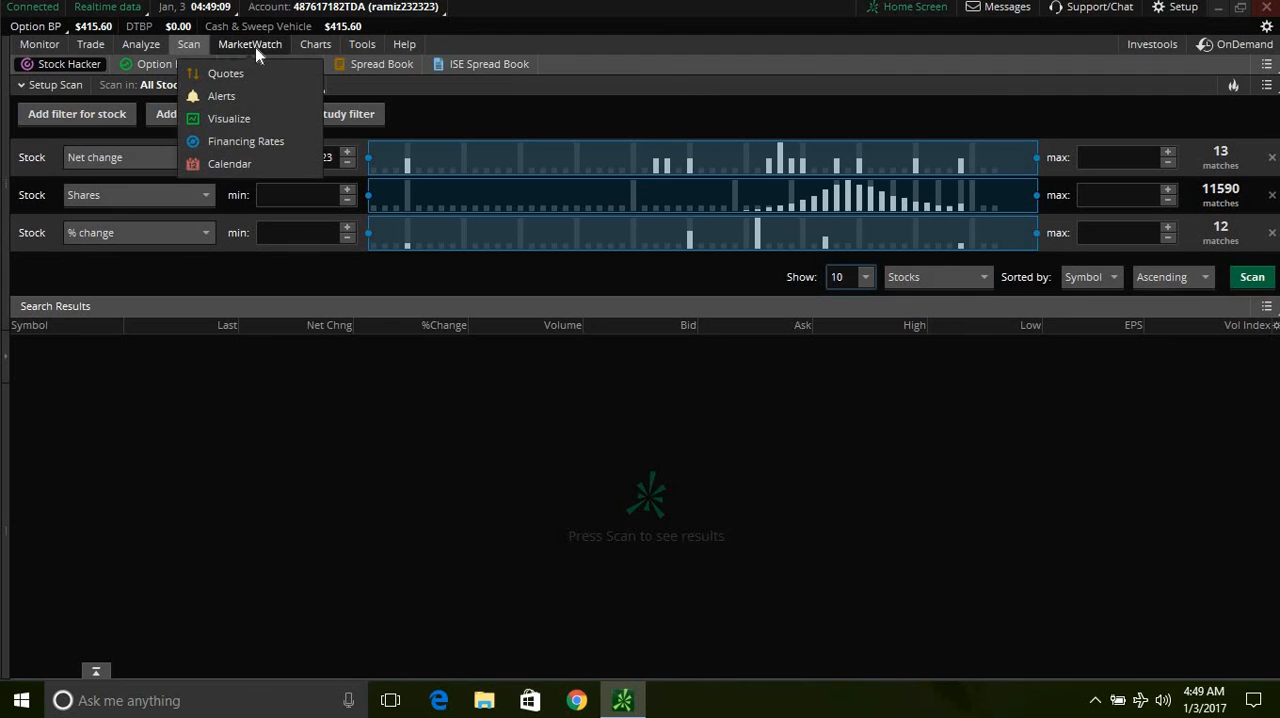 Connected Realtime data Jan, 3 04:49:09 Account: 487617182TDA (ramiz232323) Home Screen Messages Support/Chat Setup
Option BP $415.60 DTBP $0.00 Cash & Sweep Vehicle $415.60
Monitor Trade Analyze Scan MarketWatch Charts Tools Help Investools OnDemand
Stock Hacker Option Spread Book ISE Spread Book
Setup Scan Scan in: All Stoc
Quotes
Alerts
Visualize
Financing Rates
Calendar
Add filter for stock Add study filter
Stock Net change 23 max: 13 matches
Stock Shares min: max: 11590 matches
Stock % change min: max: 12 matches
Show: 10 Stocks Sorted by: Symbol Ascending Scan
Search Results
Symbol Last Net Chng %Change Volume Bid Ask High Low EPS Vol Index
Press Scan to see results
Ask me anything
4:49 AM
1/3/2017